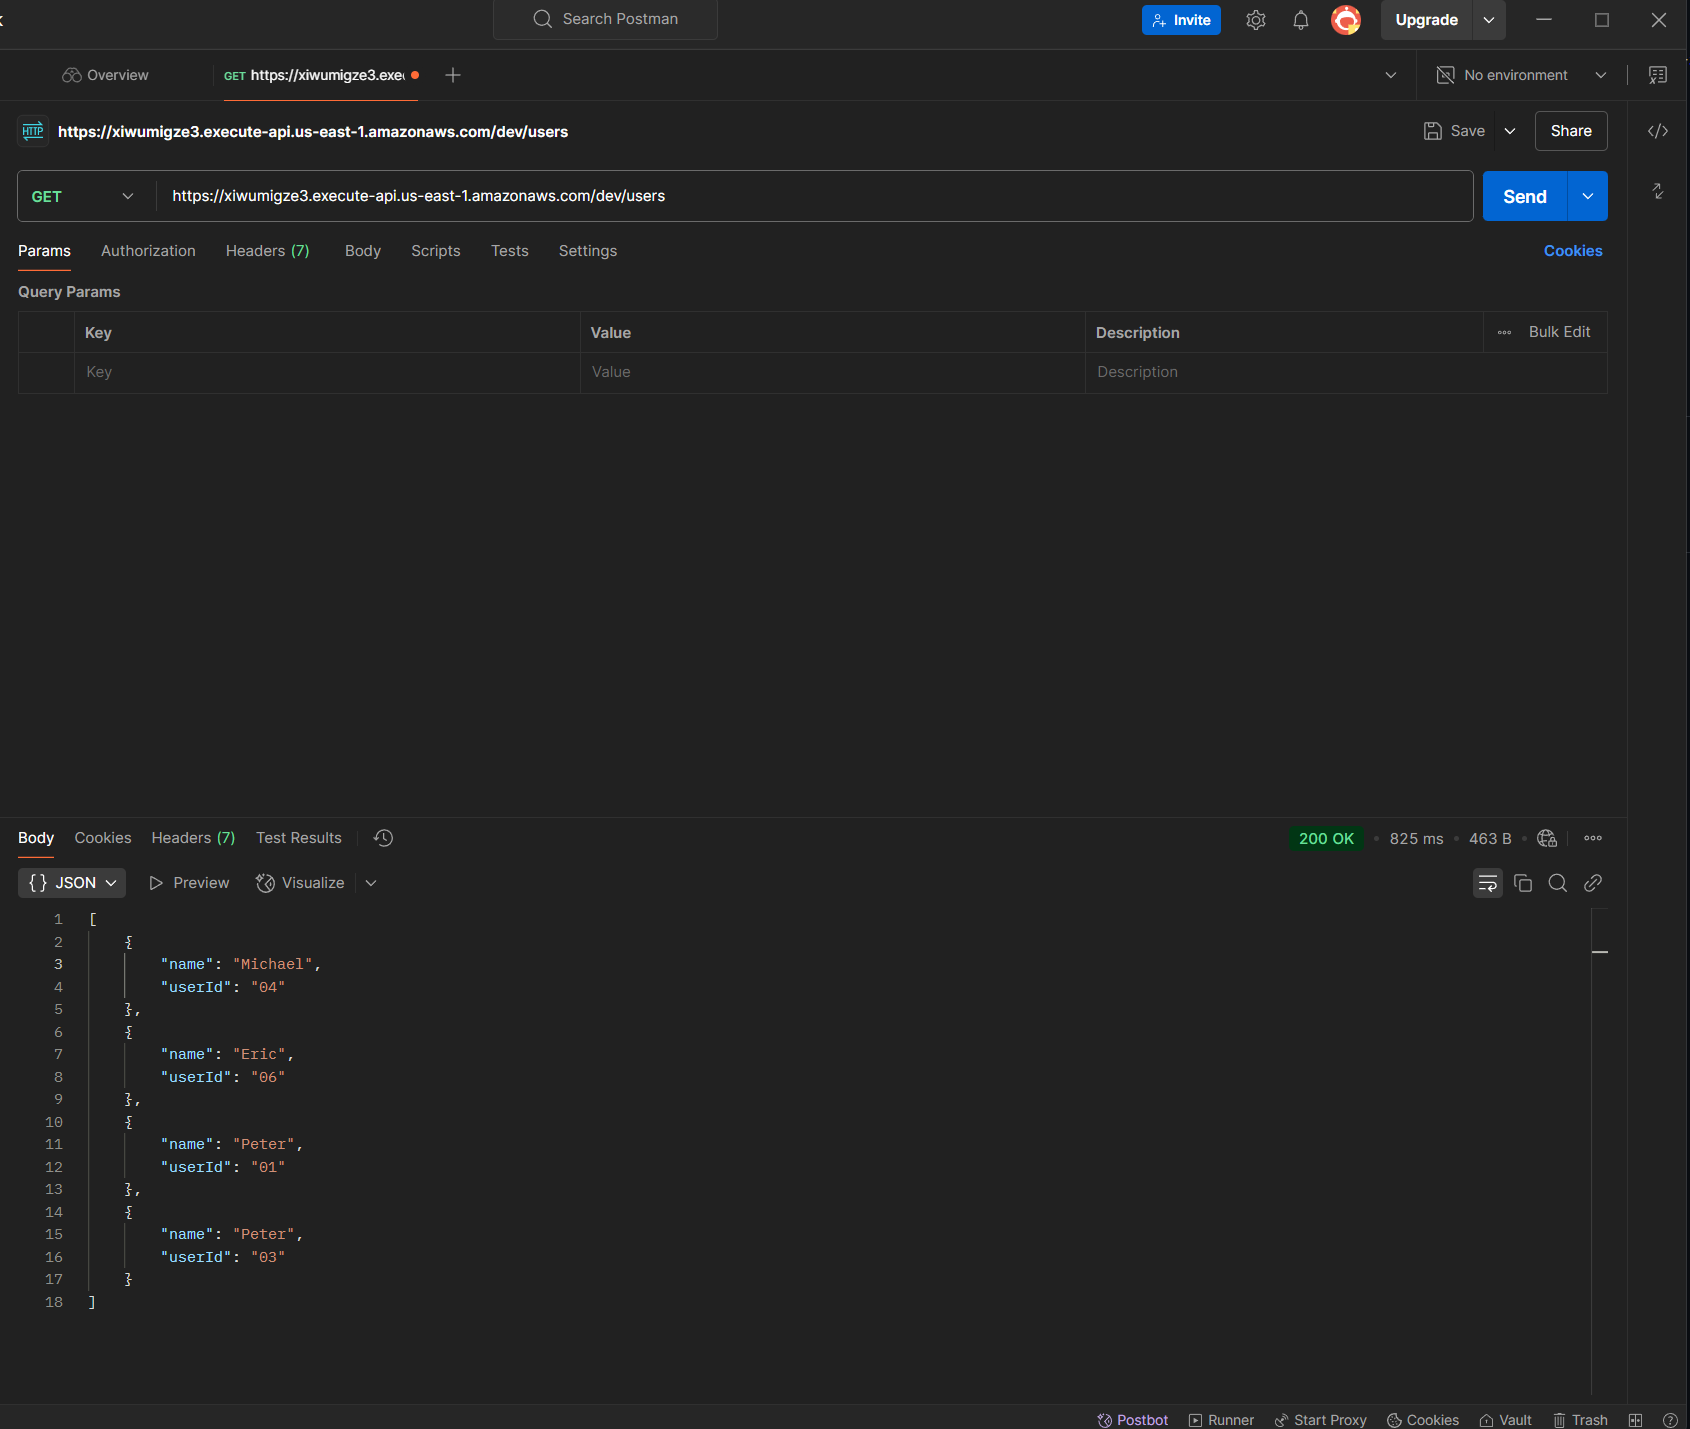 Search Postman
Invite
Upgrade
Overview
GET https://xiwumigze3.exec
No environment
HTTP https://xiwumigze3.execute-api.us-east-1.amazonaws.com/dev/users
Save
Share
GET
https://xiwumigze3.execute-api.us-east-1.amazonaws.com/dev/users
Send
Params Authorization Headers (7) Body Scripts Tests Settings Cookies
Query Params
Key Value Description Bulk Edit
Key Value Description
Body Cookies Headers (7) Test Results
200 OK • 825 ms • 463 B
{} JSON Preview Visualize
1 [
2 {
3 "name": "Michael",
4 "userId": "04"
5 },
6 {
7 "name": "Eric",
8 "userId": "06"
9 },
10 {
11 "name": "Peter",
12 "userId": "01"
13 },
14 {
15 "name": "Peter",
16 "userId": "03"
17 }
18 ]
Postbot Runner Start Proxy Cookies Vault Trash